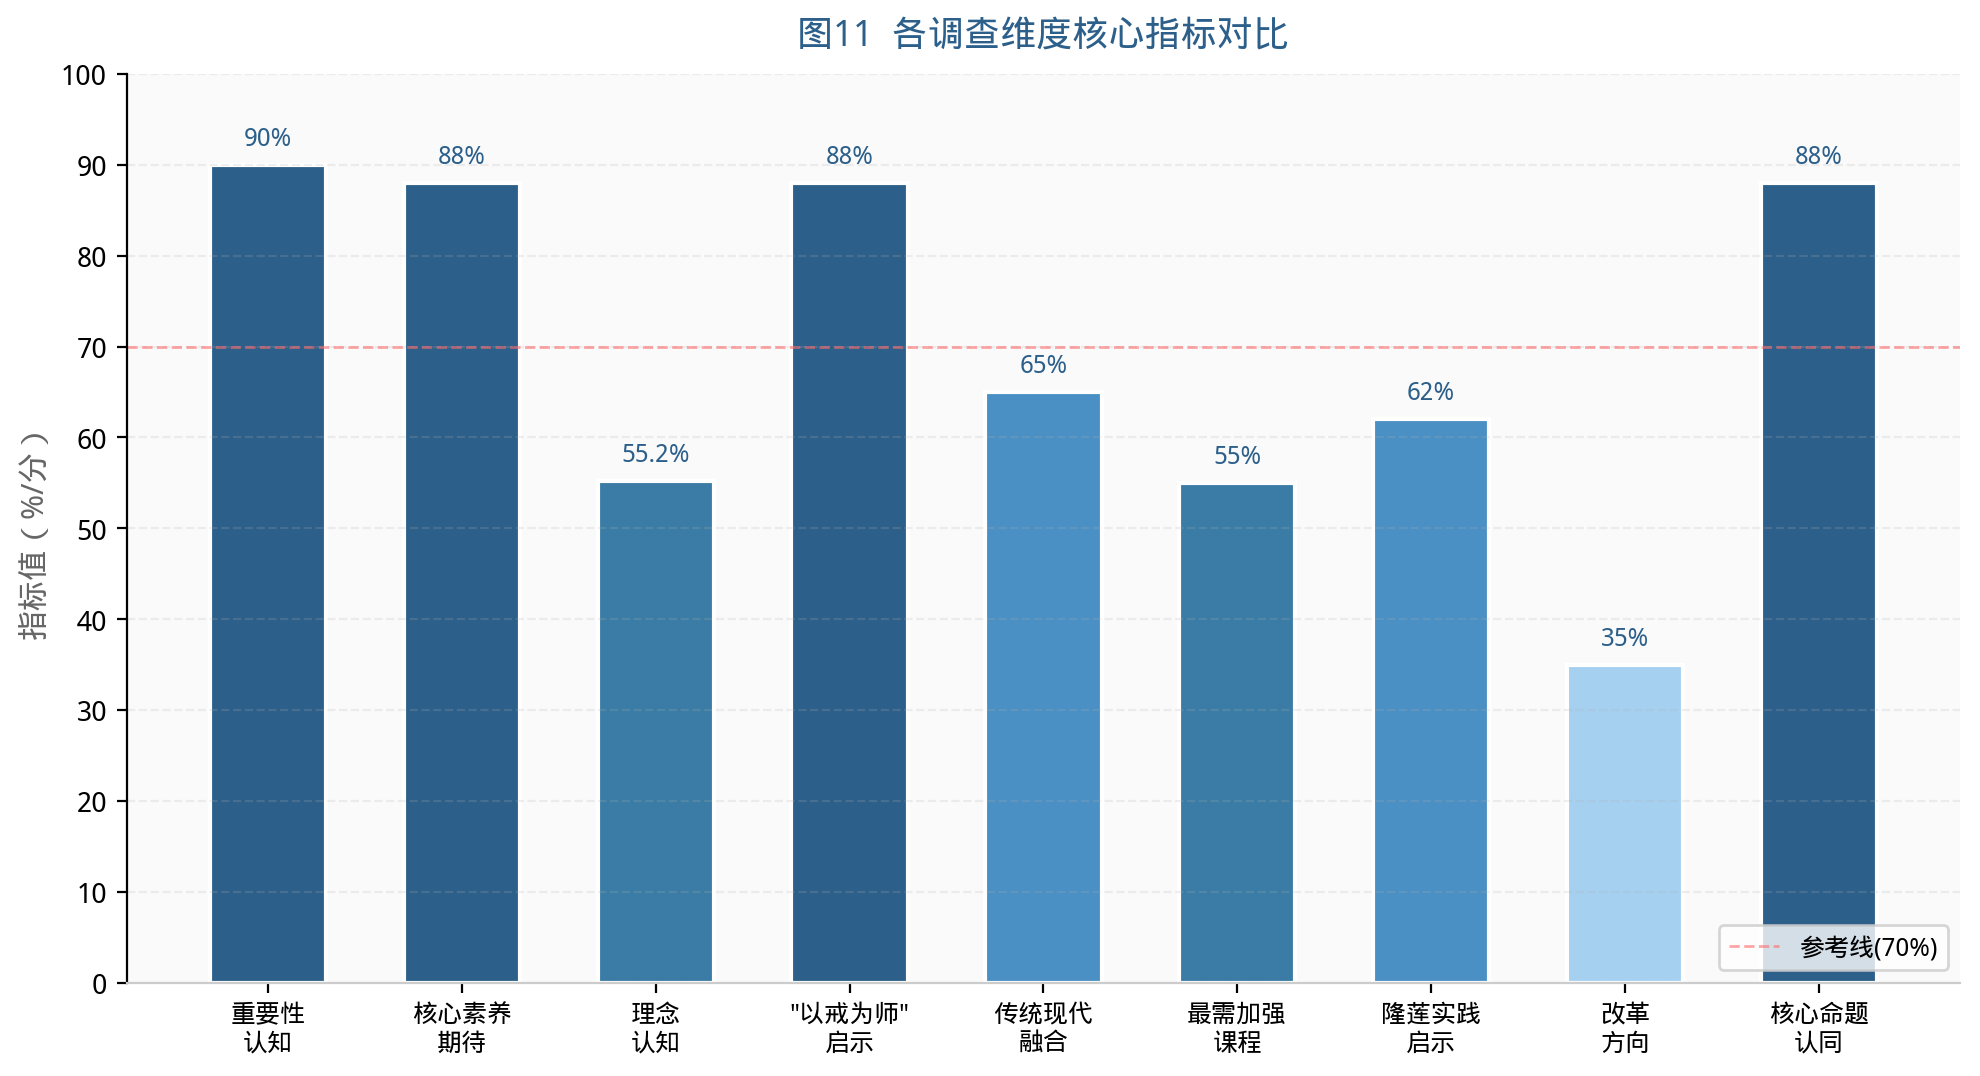 图11  各调查维度核心指标对比
指标值（%/分）
100
90
80
70
60
50
40
30
20
10
0
90%
88%
55.2%
88%
65%
55%
62%
35%
88%
参考线(70%)
重要性
认知
核心素养
期待
理念
认知
"以戒为师"
启示
传统现代
融合
最需加强
课程
隆莲实践
启示
改革
方向
核心命题
认同